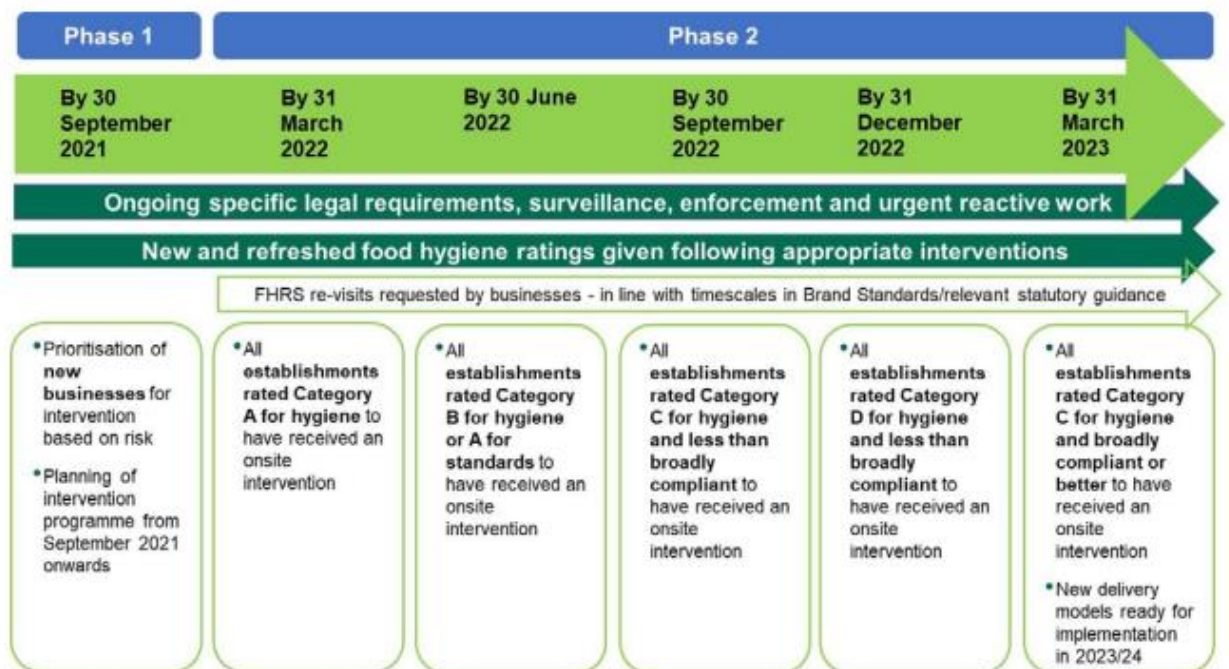 Phase 1
Phase 2
By 30
September
2021
By 31
March
2022
By 30 June
2022
By 30
September
2022
By 31
December
2022
By 31
March
2023
Ongoing specific legal requirements, surveillance, enforcement and urgent reactive work
New and refreshed food hygiene ratings given following appropriate interventions
FHRS re-visits requested by businesses - in line with timescales in Brand Standards/relevant statutory guidance
•Prioritisation of
new
businesses for
intervention
based on risk
•Planning of
intervention
programme from
September 2021
onwards
•All
establishments
rated Category
A for hygiene to
have received an
onsite
intervention
•All
establishments
rated Category
B for hygiene
or A for
standards to
have received an
onsite
intervention
•All
establishments
rated Category
C for hygiene
and less than
broadly
compliant to
have received an
onsite
intervention
•All
establishments
rated Category
D for hygiene
and less than
broadly
compliant to
have received an
onsite
intervention
•All
establishments
rated Category
C for hygiene
and broadly
compliant or
better to have
received an
onsite
intervention
•New delivery
models ready for
implementation
in 2023/24